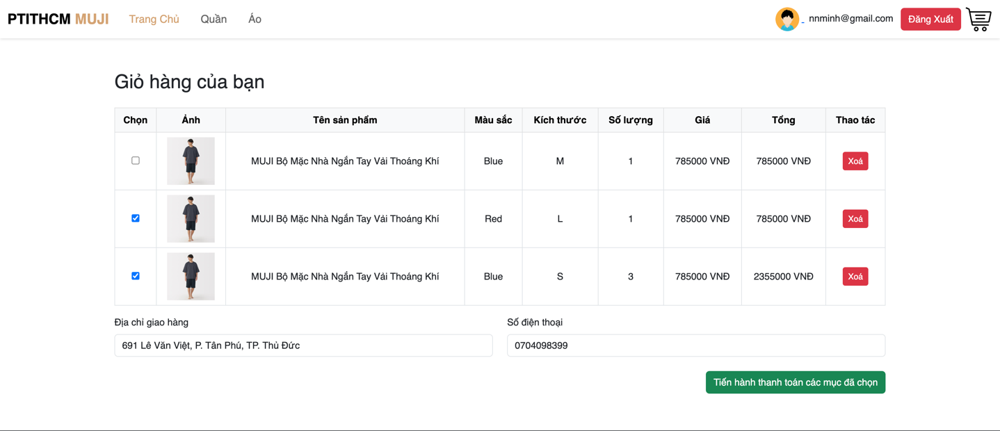 PTITHCM MUJI Trang Chủ Quần Áo nnminh@gmail.com Đăng Xuất
Giỏ hàng của bạn
Chọn Ảnh Tên sản phẩm Màu sắc Kích thước Số lượng Giá Tổng Thao tác
MUJI Bộ Mặc Nhà Ngắn Tay Vải Thoáng Khí Blue M 1 785000 VNĐ 785000 VNĐ Xoá
MUJI Bộ Mặc Nhà Ngắn Tay Vải Thoáng Khí Red L 1 785000 VNĐ 785000 VNĐ Xoá
MUJI Bộ Mặc Nhà Ngắn Tay Vải Thoáng Khí Blue S 3 785000 VNĐ 2355000 VNĐ Xoá
Địa chỉ giao hàng Số điện thoại
691 Lê Văn Việt, P. Tân Phú, TP. Thủ Đức 0704098399
Tiến hành thanh toán các mục đã chọn